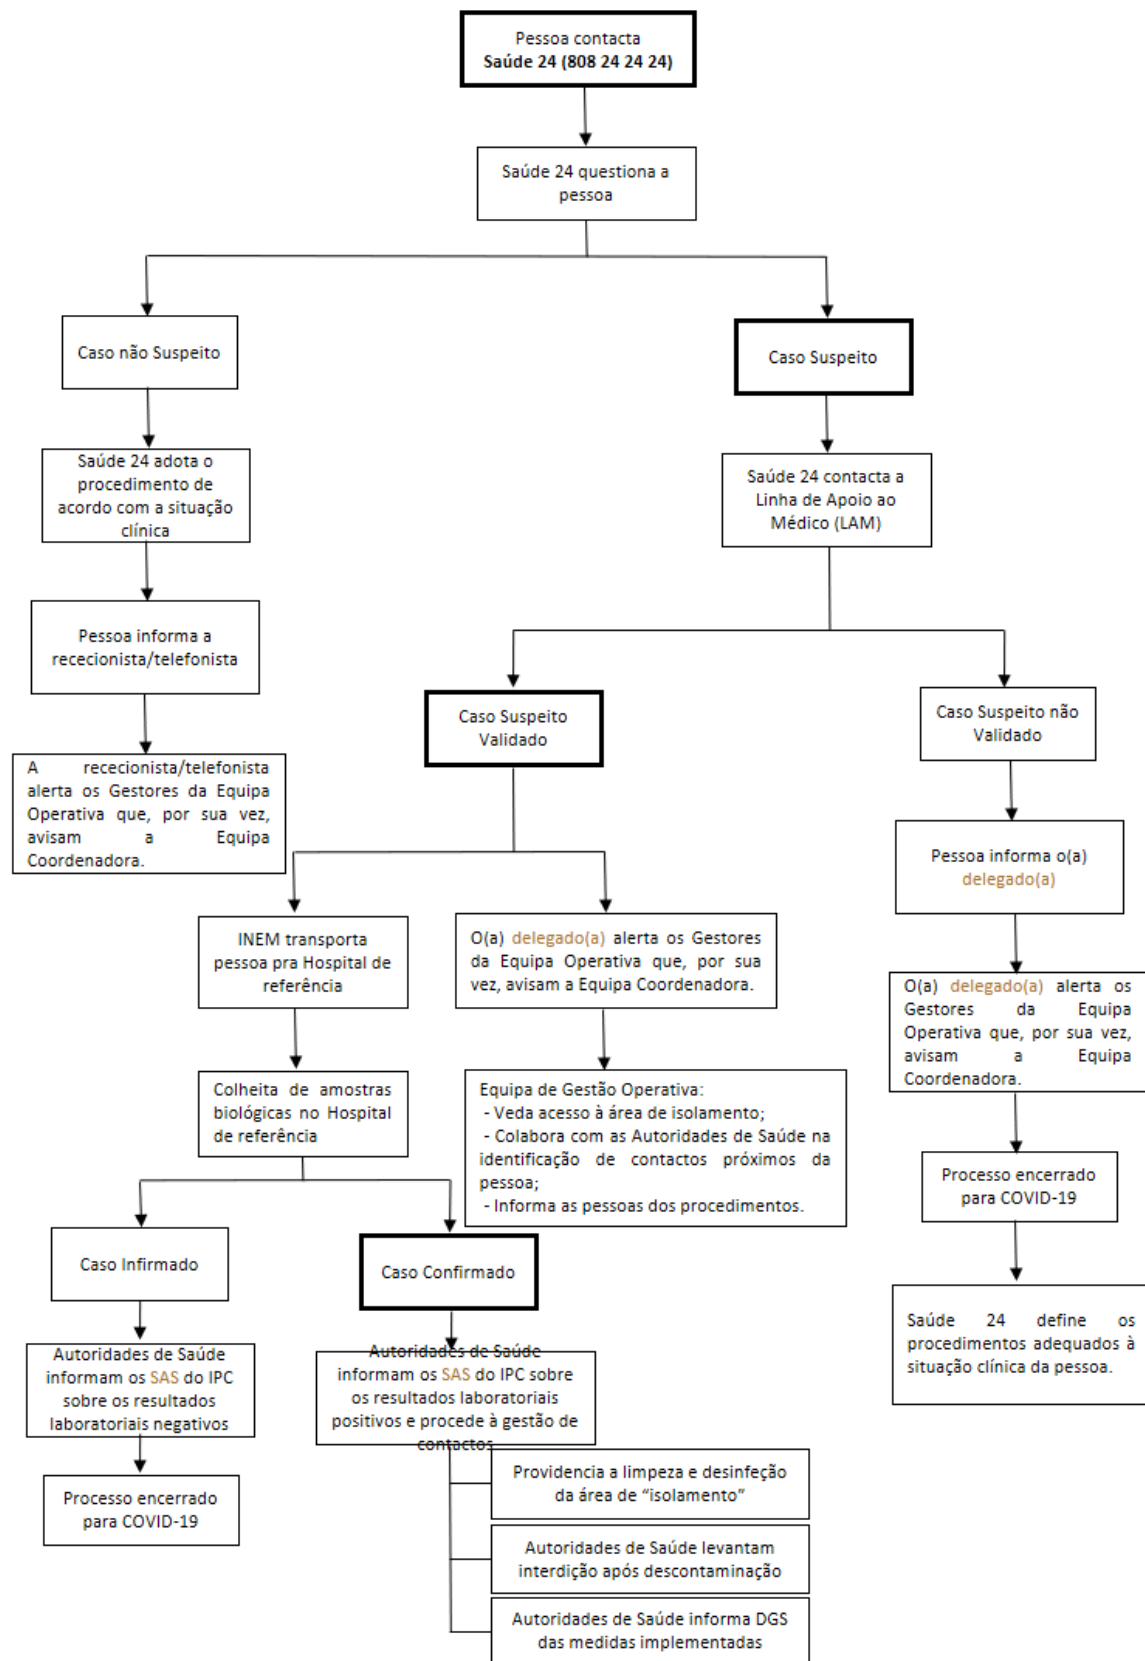 Pessoa contacta
Saúde 24 (808 24 24 24)
Saúde 24 questiona a
pessoa
Caso não Suspeito
Caso Suspeito
Saúde 24 adota o
procedimento de
acordo com a situação
clínica
Saúde 24 contacta a
Linha de Apoio ao
Médico (LAM)
Pessoa informa a
rececionista/telefonista
Caso Suspeito
Validado
Caso Suspeito não
Validado
A rececionista/telefonista
alerta os Gestores da Equipa
Operativa que, por sua vez,
avisam a Equipa
Coordenadora.
Pessoa informa o(a)
delegado(a)
INEM transporta
pessoa pra Hospital de
referência
O(a) delegado(a) alerta os Gestores
da Equipa Operativa que, por sua
vez, avisam a Equipa Coordenadora.
O(a) delegado(a) alerta os
Gestores da Equipa
Operativa que, por sua vez,
avisam a Equipa
Coordenadora.
Colheita de amostras
biológicas no Hospital
de referência
Equipa de Gestão Operativa:
- Veda acesso à área de isolamento;
- Colabora com as Autoridades de Saúde na
identificação de contactos próximos da
pessoa;
- Informa as pessoas dos procedimentos.
Processo encerrado
para COVID-19
Caso Infirmado
Caso Confirmado
Saúde 24 define os
procedimentos adequados à
situação clínica da pessoa.
Autoridades de Saúde
informam os SAS do IPC
sobre os resultados
laboratoriais negativos
Autoridades de Saúde
informam os SAS do IPC sobre
os resultados laboratoriais
positivos e procede à gestão de
contactos
Processo encerrado
para COVID-19
Providencia a limpeza e desinfeção
da área de “isolamento”
Autoridades de Saúde levantam
interdição após descontaminação
Autoridades de Saúde informa DGS
das medidas implementadas